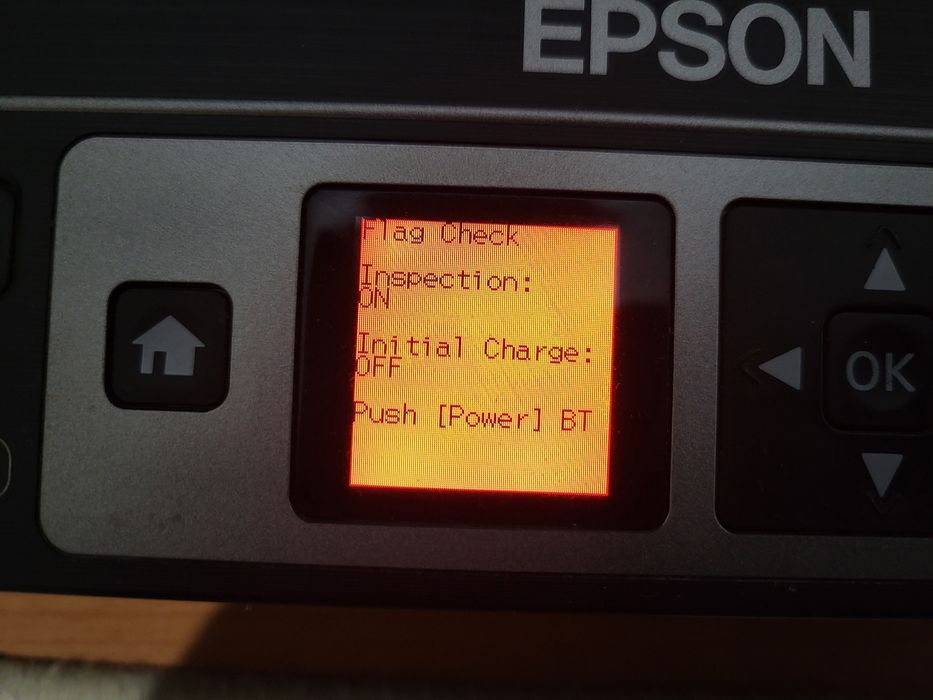 EPSON
Flag Check
Inspection:
ON
Initial Charge:
OFF
Push [Power] BT
OK